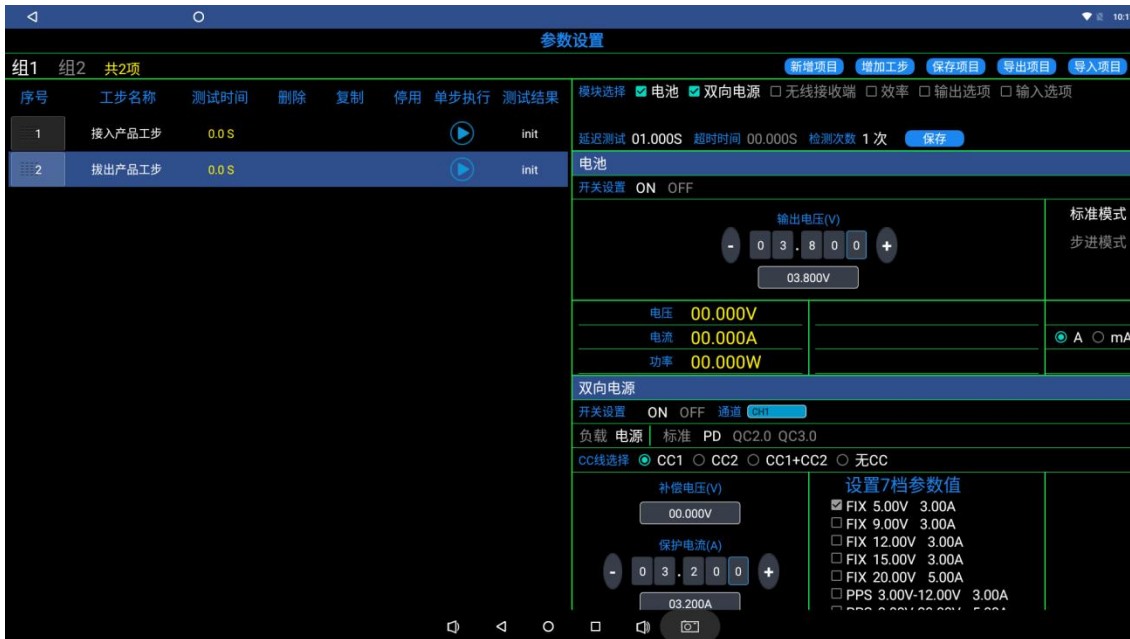 10:1
参数设置
组1 组2 共2项 新增项目 增加工步 保存项目 导出项目 导入项目
序号 工步名称 测试时间 删除 复制 停用 单步执行 测试结果
1 接入产品工步 0.0 S init
2 拔出产品工步 0.0 S init
模块选择 电池 双向电源 无线接收端 效率 输出选项 输入选项
延迟测试 01.000S 超时时间 00.000S 检测次数 1 次 保存
电池
开关设置 ON OFF
输出电压(V)
- 0 3 . 8 0 0 +
03.800V
标准模式
步进模式
电压 00.000V
电流 00.000A
功率 00.000W
A mA
双向电源
开关设置 ON OFF 通道 CH1
负载 电源 标准 PD QC2.0 QC3.0
CC线选择 CC1 CC2 CC1+CC2 无CC
补偿电压(V)
00.000V
保护电流(A)
- 0 3 . 2 0 0 +
03.200A
设置7档参数值
FIX 5.00V 3.00A
FIX 9.00V 3.00A
FIX 12.00V 3.00A
FIX 15.00V 3.00A
FIX 20.00V 5.00A
PPS 3.00V-12.00V 3.00A